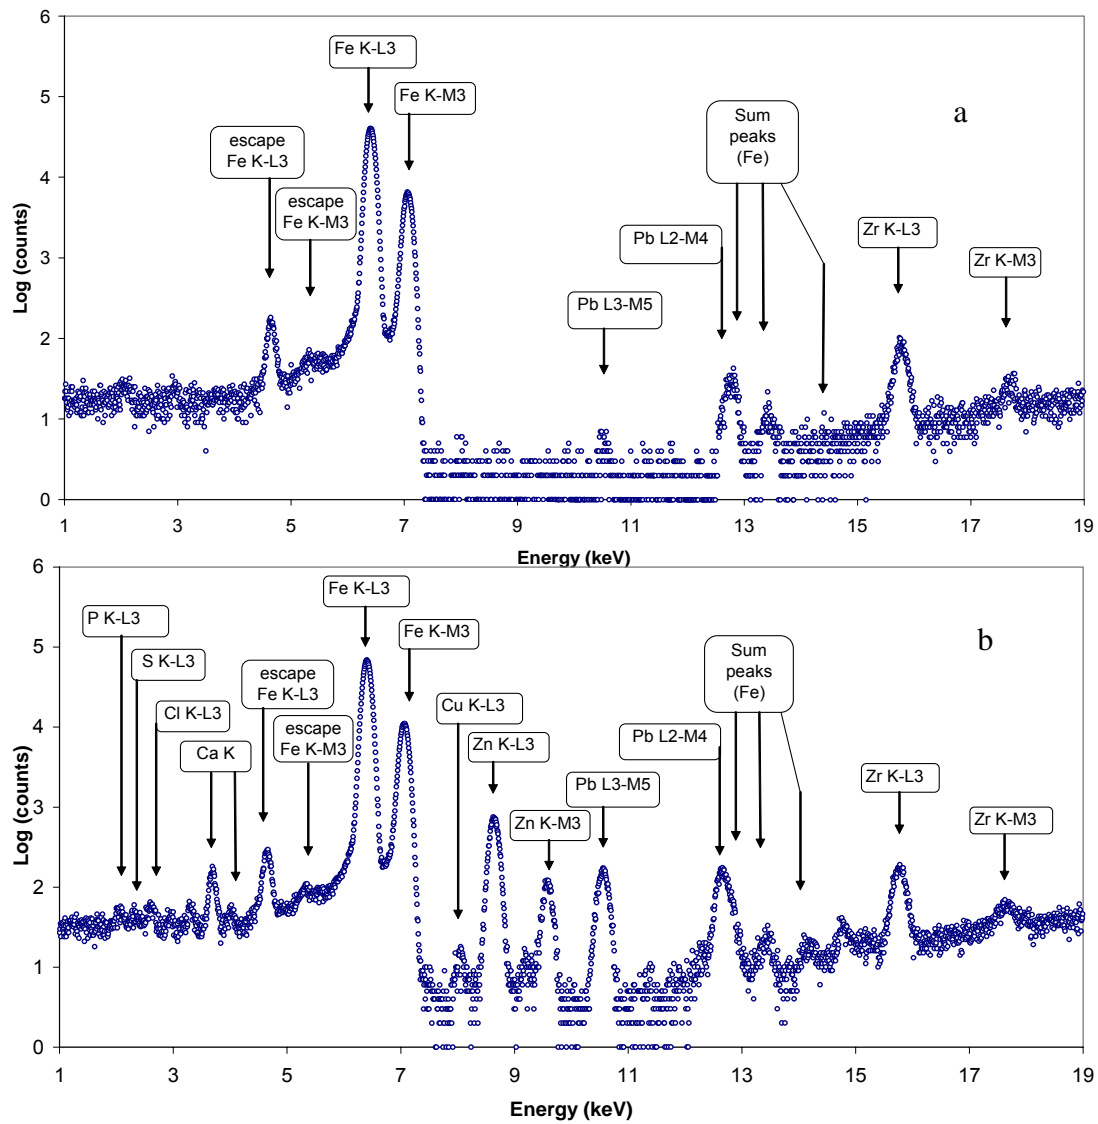 6
5
4
3
2
1
0
Log (counts)
Fe K-L3
Fe K-M3
escape
Fe K-L3
escape
Fe K-M3
Sum
peaks
(Fe)
a
Pb L2-M4
Pb L3-M5
Zr K-L3
Zr K-M3
1 3 5 7 9 11 13 15 17 19
Energy (keV)
6
5
4
3
2
1
0
Log (counts)
P K-L3
S K-L3
Cl K-L3
Ca K
escape
Fe K-L3
escape
Fe K-M3
Fe K-L3
Fe K-M3
Cu K-L3
Zn K-L3
Zn K-M3
Pb L3-M5
Pb L2-M4
Sum
peaks
(Fe)
b
Zr K-L3
Zr K-M3
1 3 5 7 9 11 13 15 17 19
Energy (keV)